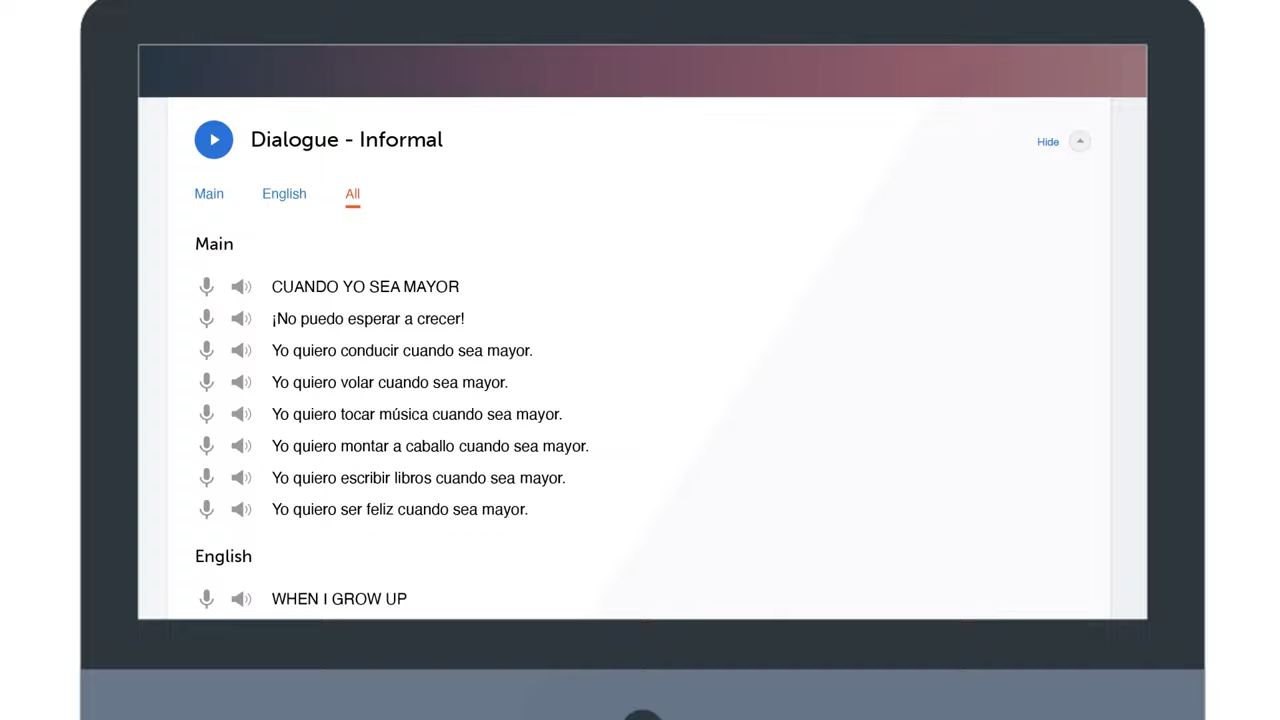 Dialogue - Informal
Hide
Main English All
Main
CUANDO YO SEA MAYOR
¡No puedo esperar a crecer!
Yo quiero conducir cuando sea mayor.
Yo quiero volar cuando sea mayor.
Yo quiero tocar música cuando sea mayor.
Yo quiero montar a caballo cuando sea mayor.
Yo quiero escribir libros cuando sea mayor.
Yo quiero ser feliz cuando sea mayor.
English
WHEN I GROW UP